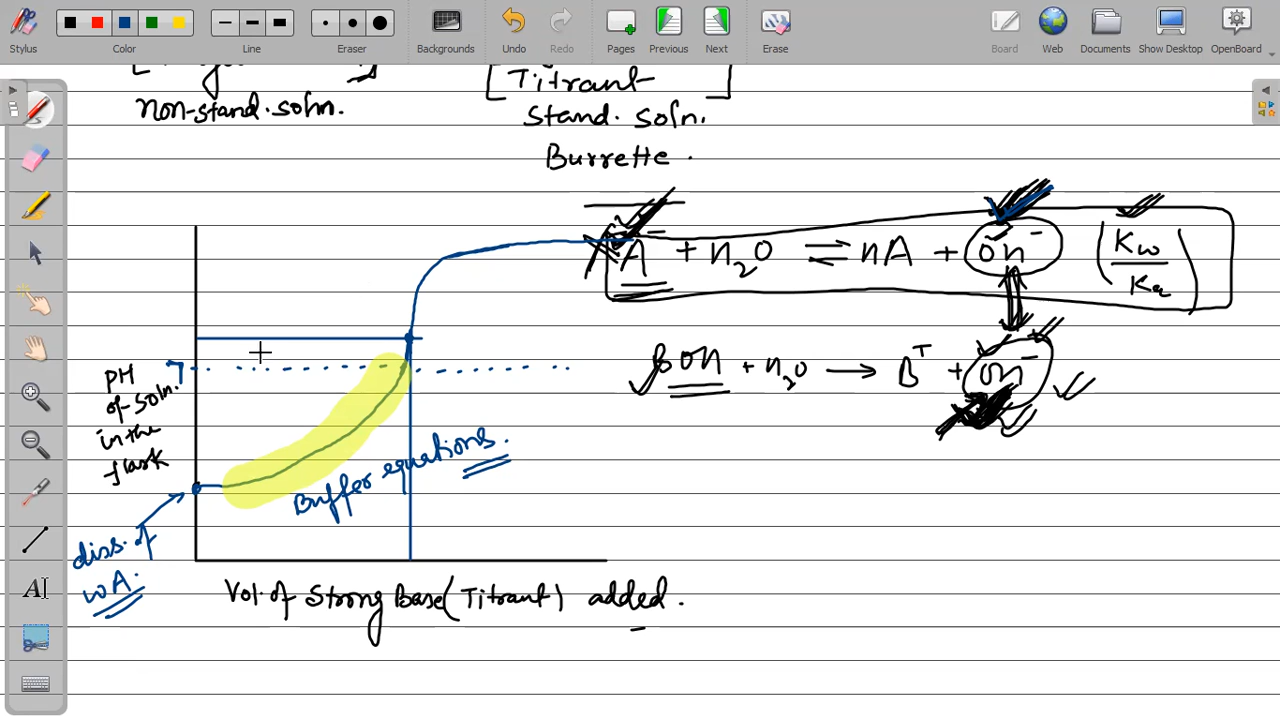 Stylus
Color
Line
Eraser
Backgrounds
Undo
Redo
Pages
Previous
Next
Erase
Board
Web
Documents
Show Desktop
OpenBoard
non-stand. soln.
[Titrant]
Stand. Soln.
Burrette.
A⁻ + H2O ⇌ HA + OH⁻ (Kw/Ka)
BOH + H2O → B⁺ + OH⁻
7
PH
of soln.
in the
flask
Buffer equations.
diss. of
WA.
Vol. of Strong Base (Titrant) added.